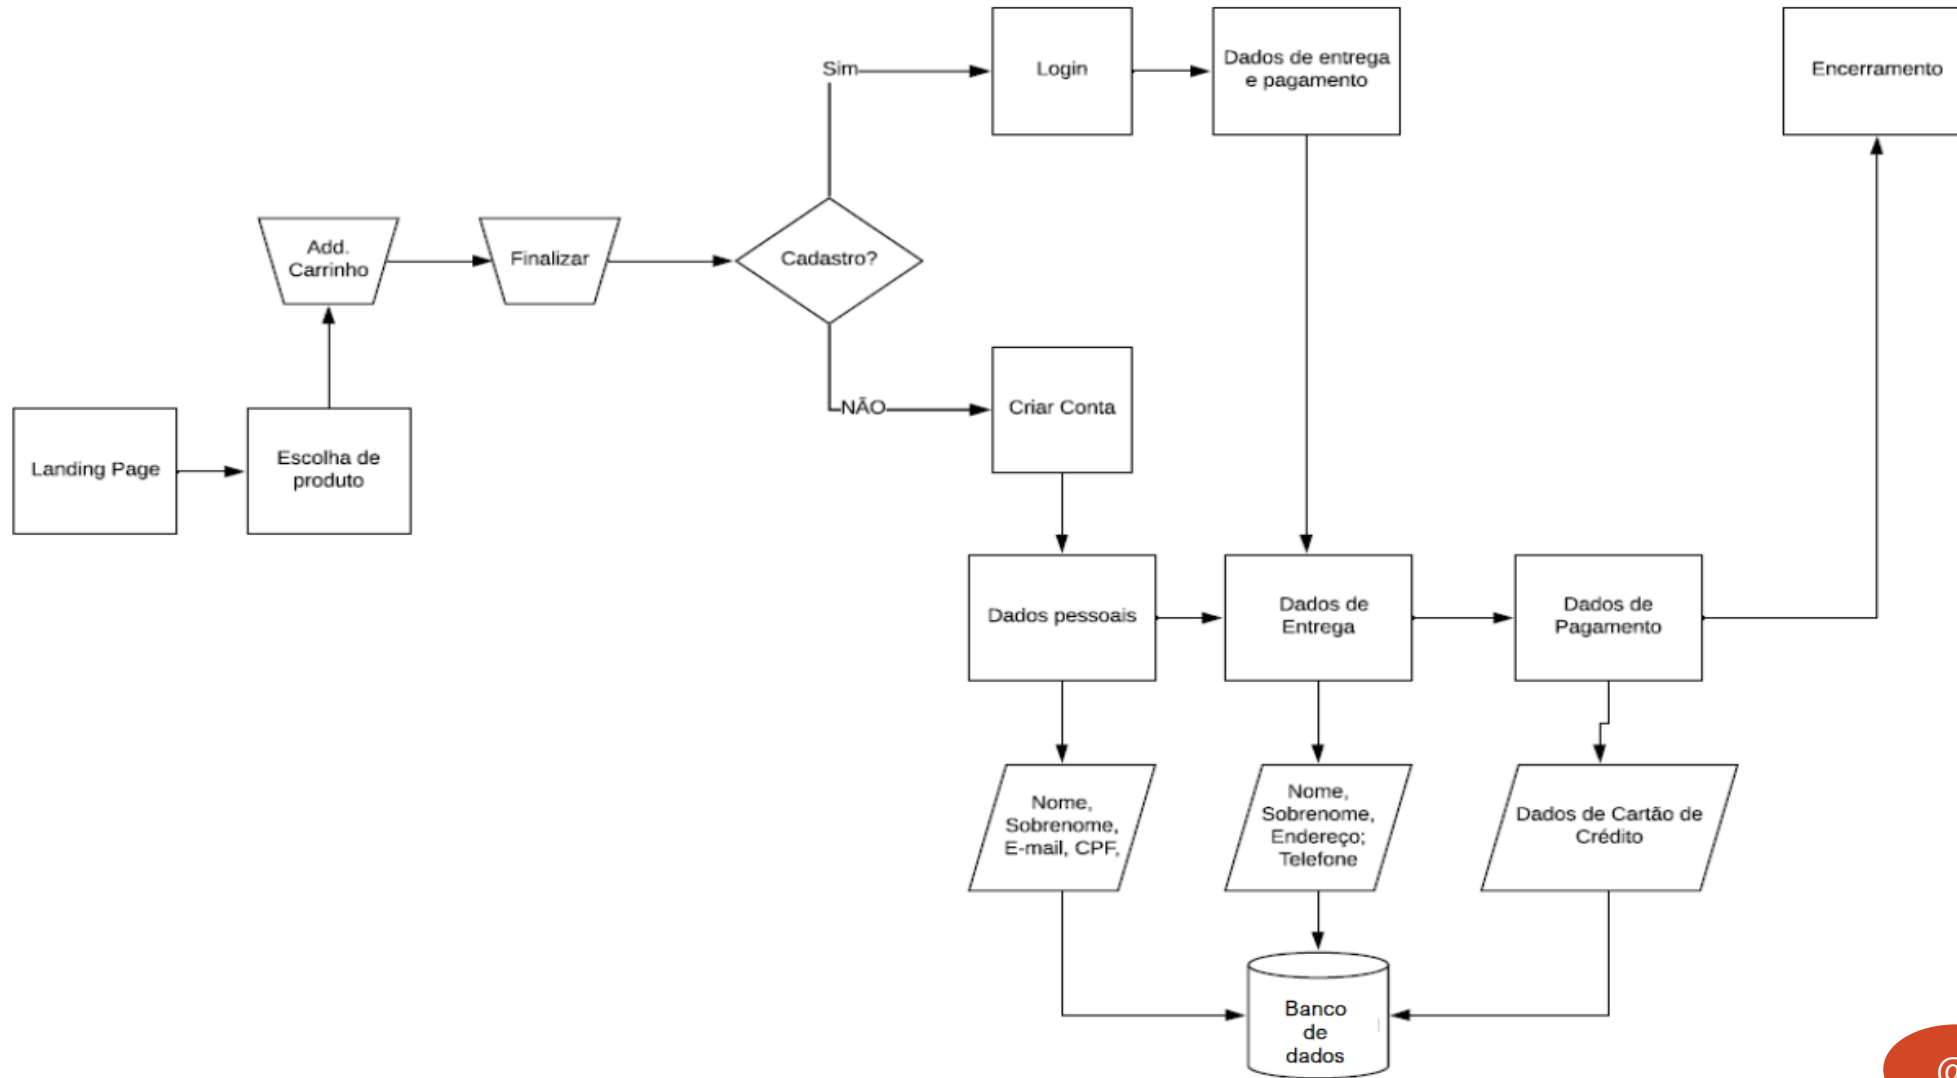 Sim
Login
Dados de entrega
e pagamento
Encerramento
Add.
Carrinho
Finalizar
Cadastro?
NÃO
Criar Conta
Landing Page
Escolha de
produto
Dados pessoais
Dados de
Entrega
Dados de
Pagamento
Nome,
Sobrenome,
E-mail, CPF,
Nome,
Sobrenome,
Endereço;
Telefone
Dados de Cartão de
Crédito
Banco
de
dados
@